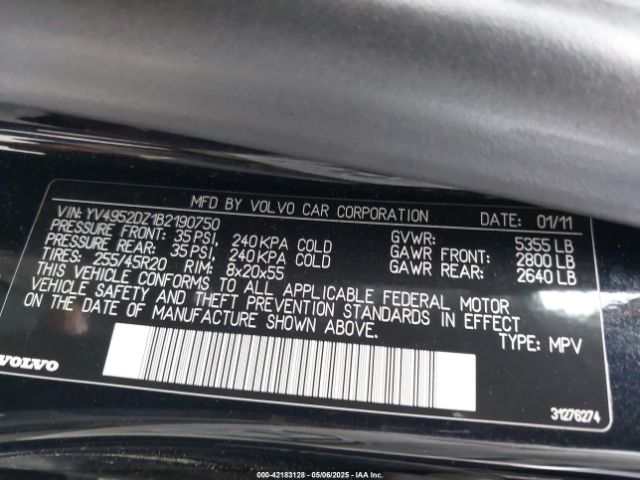 MFD BY VOLVO CAR CORPORATION DATE: 01/11
VIN: YV4952DZ1B2190750
PRESSURE FRONT: 35 PSI, 240 KPA COLD GVWR: 5355 LB
PRESSURE REAR: 35 PSI, 240 KPA COLD GAWR FRONT: 2800 LB
TIRES: 255/45R20 RIM: 8x20x55 GAWR REAR: 2640 LB
THIS VEHICLE CONFORMS TO ALL APPLICABLE FEDERAL MOTOR
VEHICLE SAFETY AND THEFT PREVENTION STANDARDS IN EFFECT
ON THE DATE OF MANUFACTURE SHOWN ABOVE.
TYPE: MPV
VOLVO
31276274
000-42183128 - 05/06/2025 - IAAI.COM